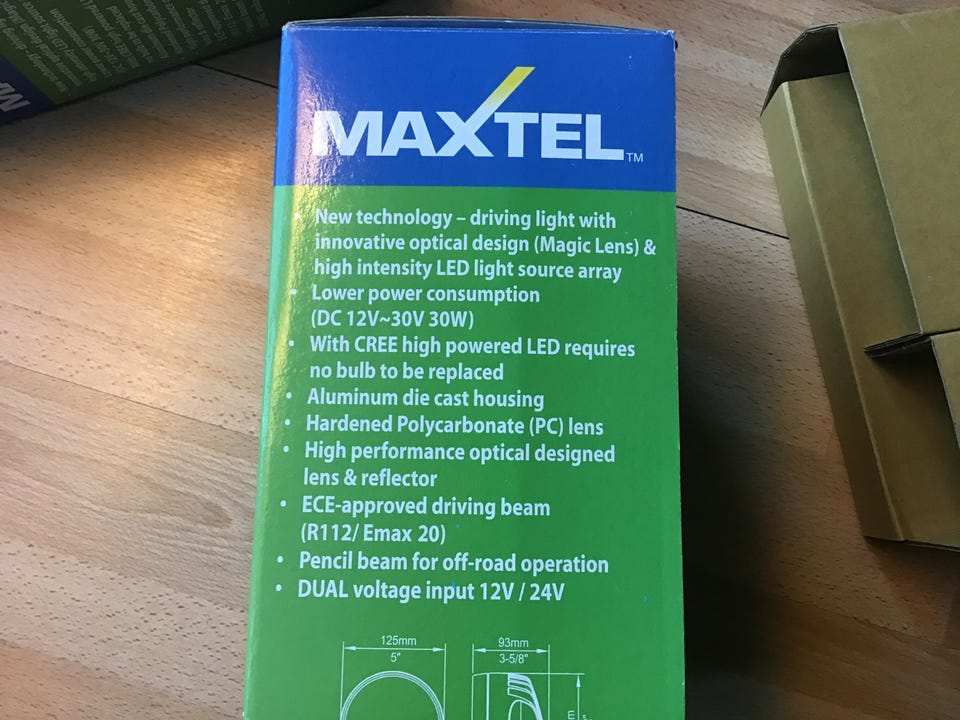 MAXTEL™
• New technology – driving light with
innovative optical design (Magic Lens) &
high intensity LED light source array
• Lower power consumption
(DC 12V~30V 30W)
• With CREE high powered LED requires
no bulb to be replaced
• Aluminum die cast housing
• Hardened Polycarbonate (PC) lens
• High performance optical designed
lens & reflector
• ECE-approved driving beam
(R112/ Emax 20)
• Pencil beam for off-road operation
• DUAL voltage input 12V / 24V
125mm
5"
93mm
3-5/8"